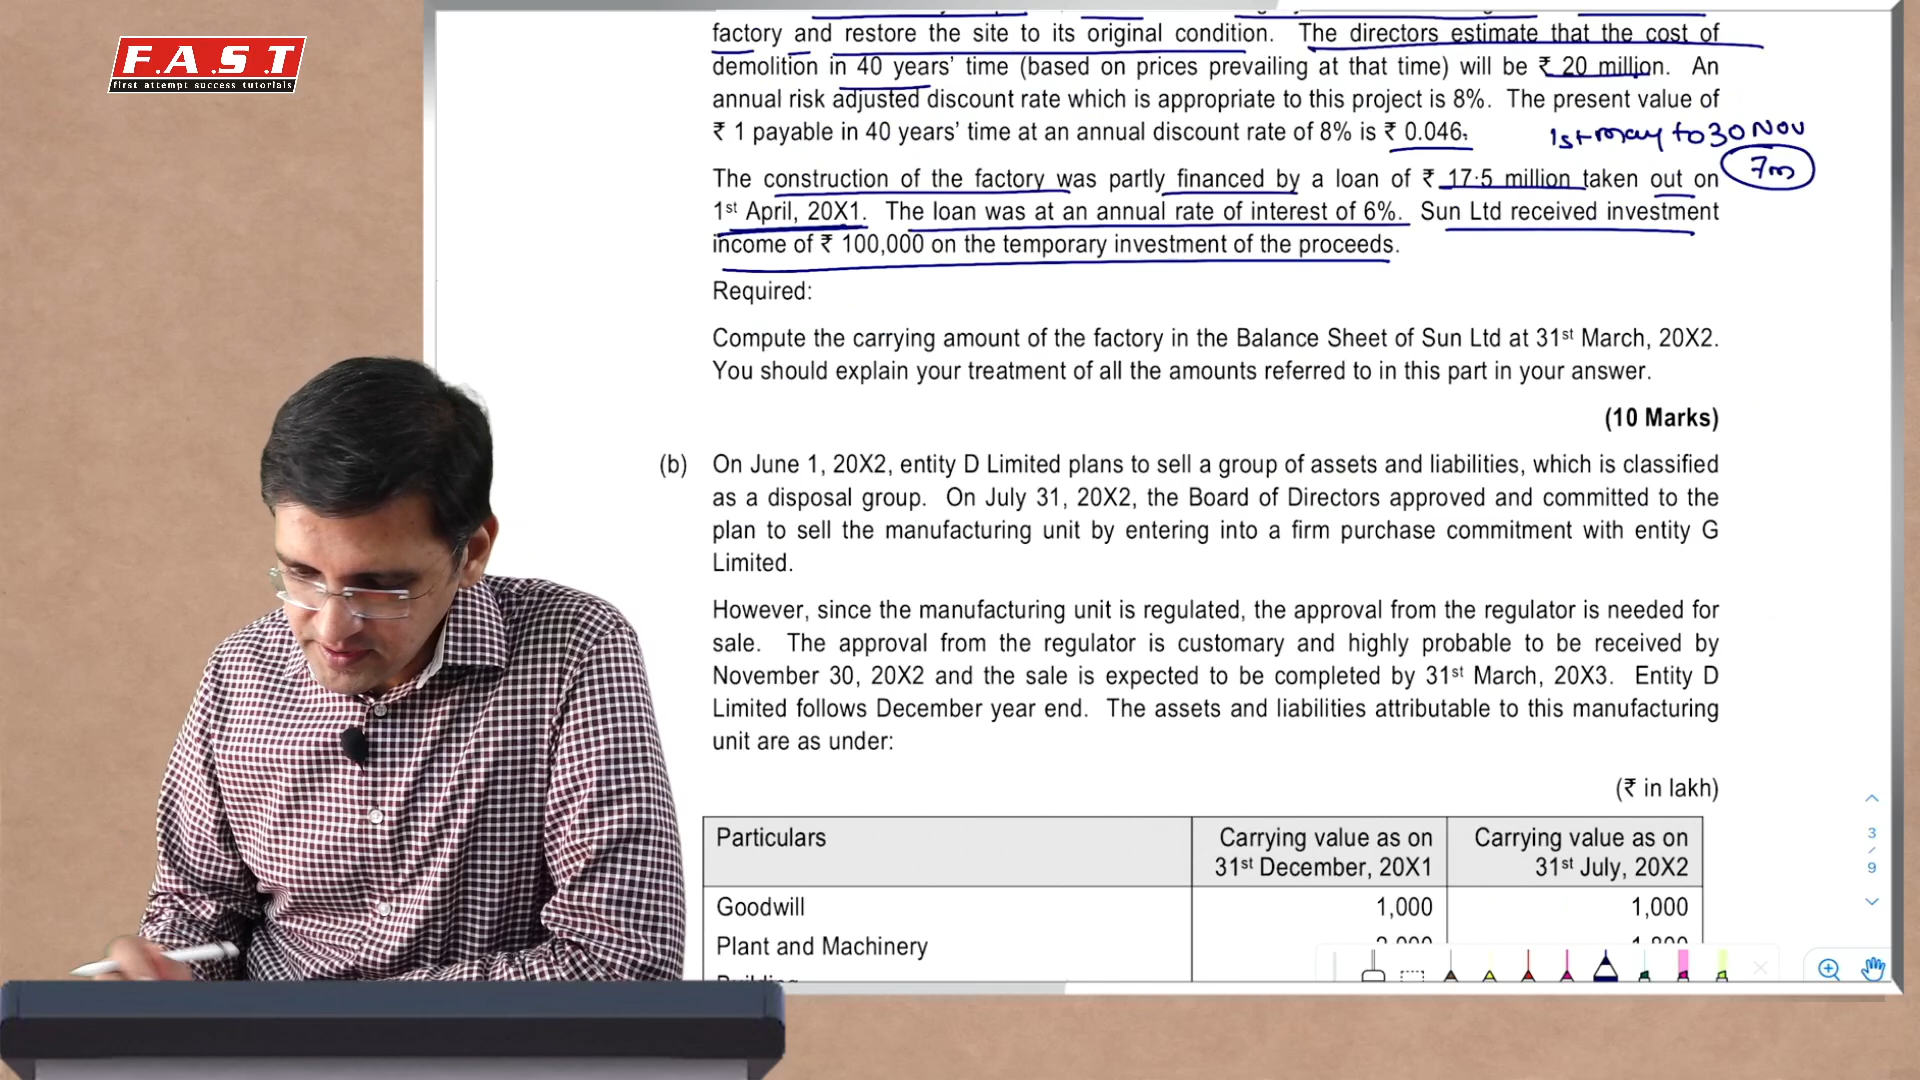 F.A.S.T
first attempt success tutorials
factory and restore the site to its original condition. The directors estimate that the cost of
demolition in 40 years' time (based on prices prevailing at that time) will be ₹ 20 million. An
annual risk adjusted discount rate which is appropriate to this project is 8%. The present value of
₹ 1 payable in 40 years' time at an annual discount rate of 8% is ₹ 0.046.
1st may to 30 Nov
7m
The construction of the factory was partly financed by a loan of ₹ 17·5 million taken out on
1st April, 20X1. The loan was at an annual rate of interest of 6%. Sun Ltd received investment
income of ₹ 100,000 on the temporary investment of the proceeds.
Required:
Compute the carrying amount of the factory in the Balance Sheet of Sun Ltd at 31st March, 20X2.
You should explain your treatment of all the amounts referred to in this part in your answer.
(10 Marks)
(b) On June 1, 20X2, entity D Limited plans to sell a group of assets and liabilities, which is classified
as a disposal group. On July 31, 20X2, the Board of Directors approved and committed to the
plan to sell the manufacturing unit by entering into a firm purchase commitment with entity G
Limited.
However, since the manufacturing unit is regulated, the approval from the regulator is needed for
sale. The approval from the regulator is customary and highly probable to be received by
November 30, 20X2 and the sale is expected to be completed by 31st March, 20X3. Entity D
Limited follows December year end. The assets and liabilities attributable to this manufacturing
unit are as under:
(₹ in lakh)
Particulars Carrying value as on 31st December, 20X1 Carrying value as on 31st July, 20X2
Goodwill 1,000 1,000
Plant and Machinery
3
/
9